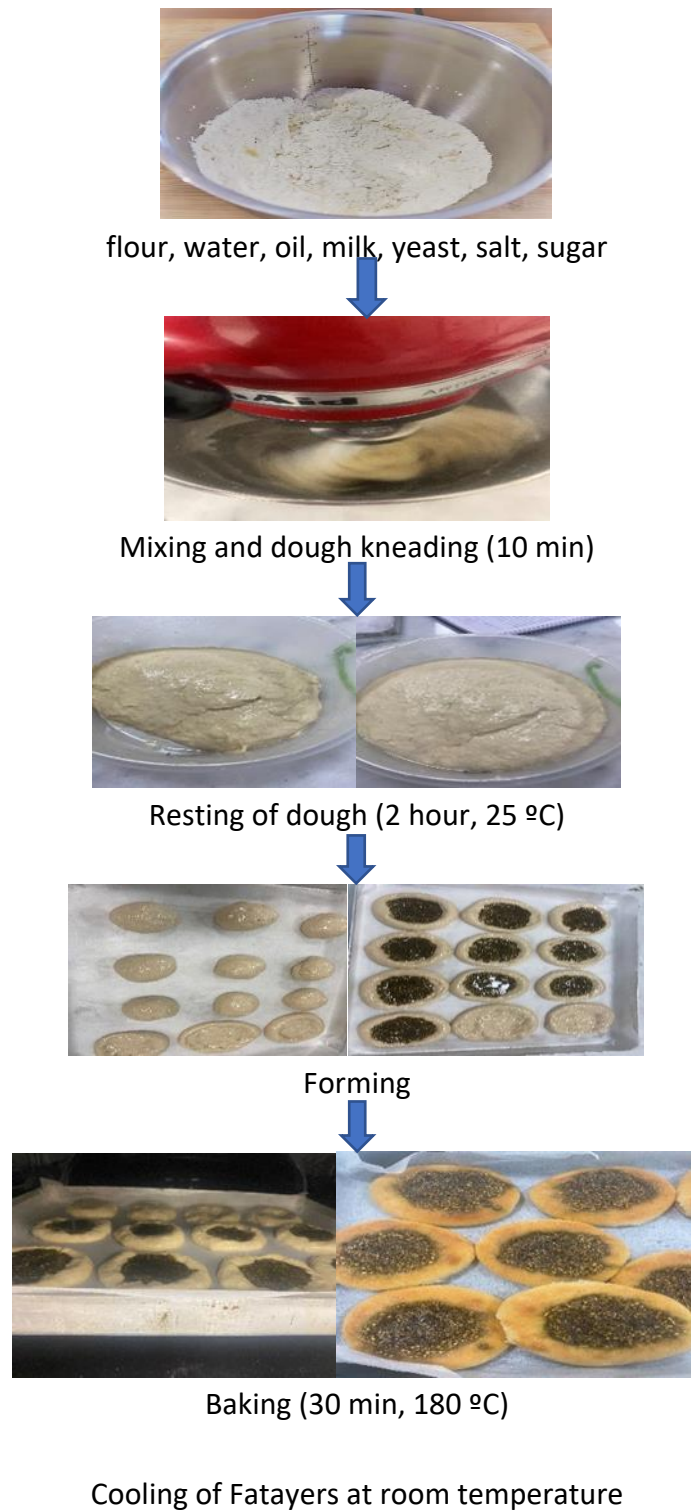 flour, water, oil, milk, yeast, salt, sugar
Aid
Mixing and dough kneading (10 min)
Resting of dough (2 hour, 25 ºC)
Forming
Baking (30 min, 180 ºC)
Cooling of Fatayers at room temperature